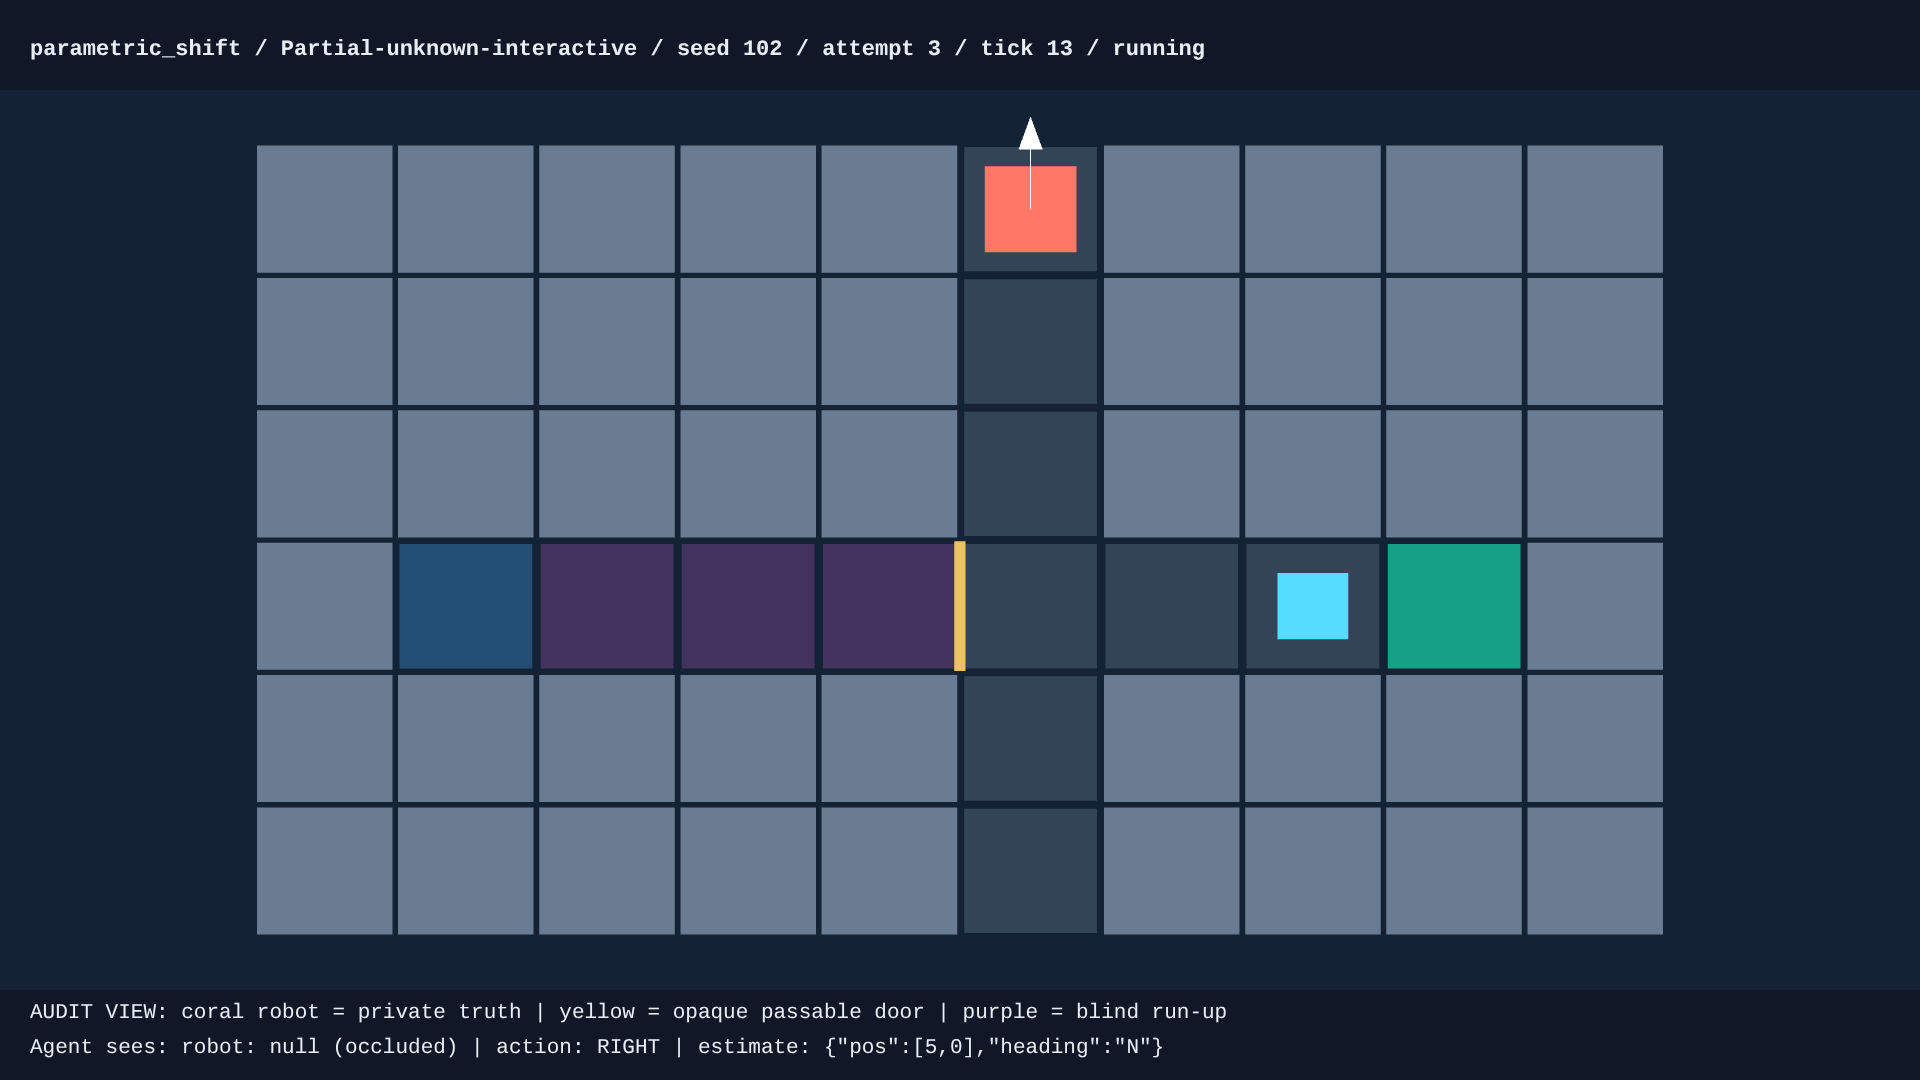 parametric_shift / Partial-unknown-interactive / seed 102 / attempt 3 / tick 13 / running
AUDIT VIEW: coral robot = private truth | yellow = opaque passable door | purple = blind run-up
Agent sees: robot: null (occluded) | action: RIGHT | estimate: {"pos":[5,0],"heading":"N"}